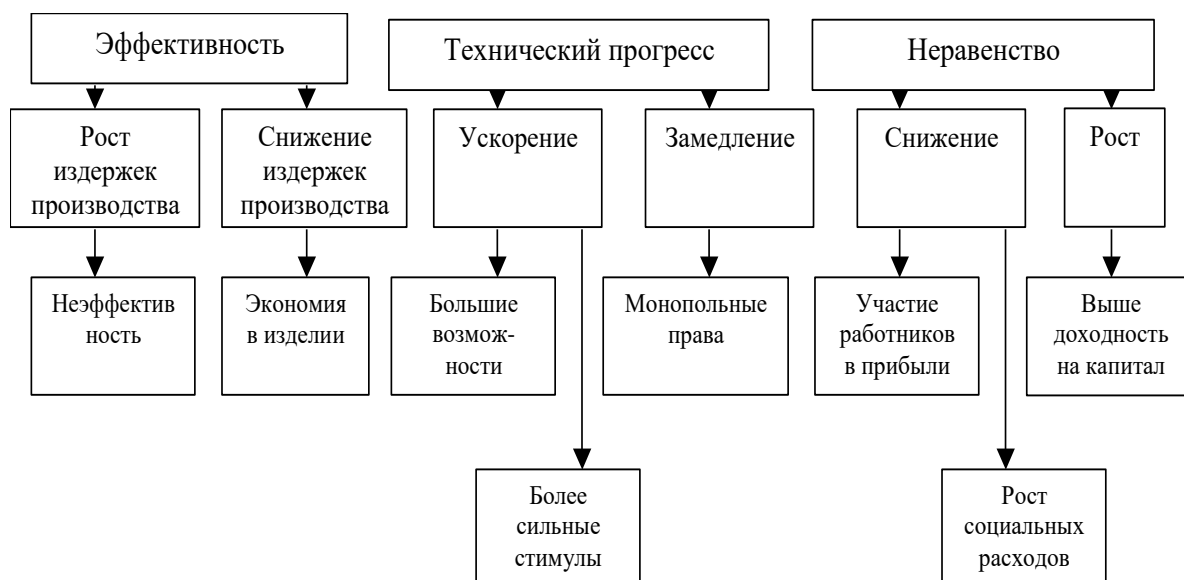 Эффективность
Технический прогресс
Неравенство
Рост
издержек
производства
Снижение
издержек
производства
Ускорение
Замедление
Снижение
Рост
Неэффектив
ность
Экономия
в изделии
Большие
возмож-
ности
Монопольные
права
Участие
работников
в прибыли
Выше
доходность
на капитал
Более
сильные
стимулы
Рост
социальных
расходов